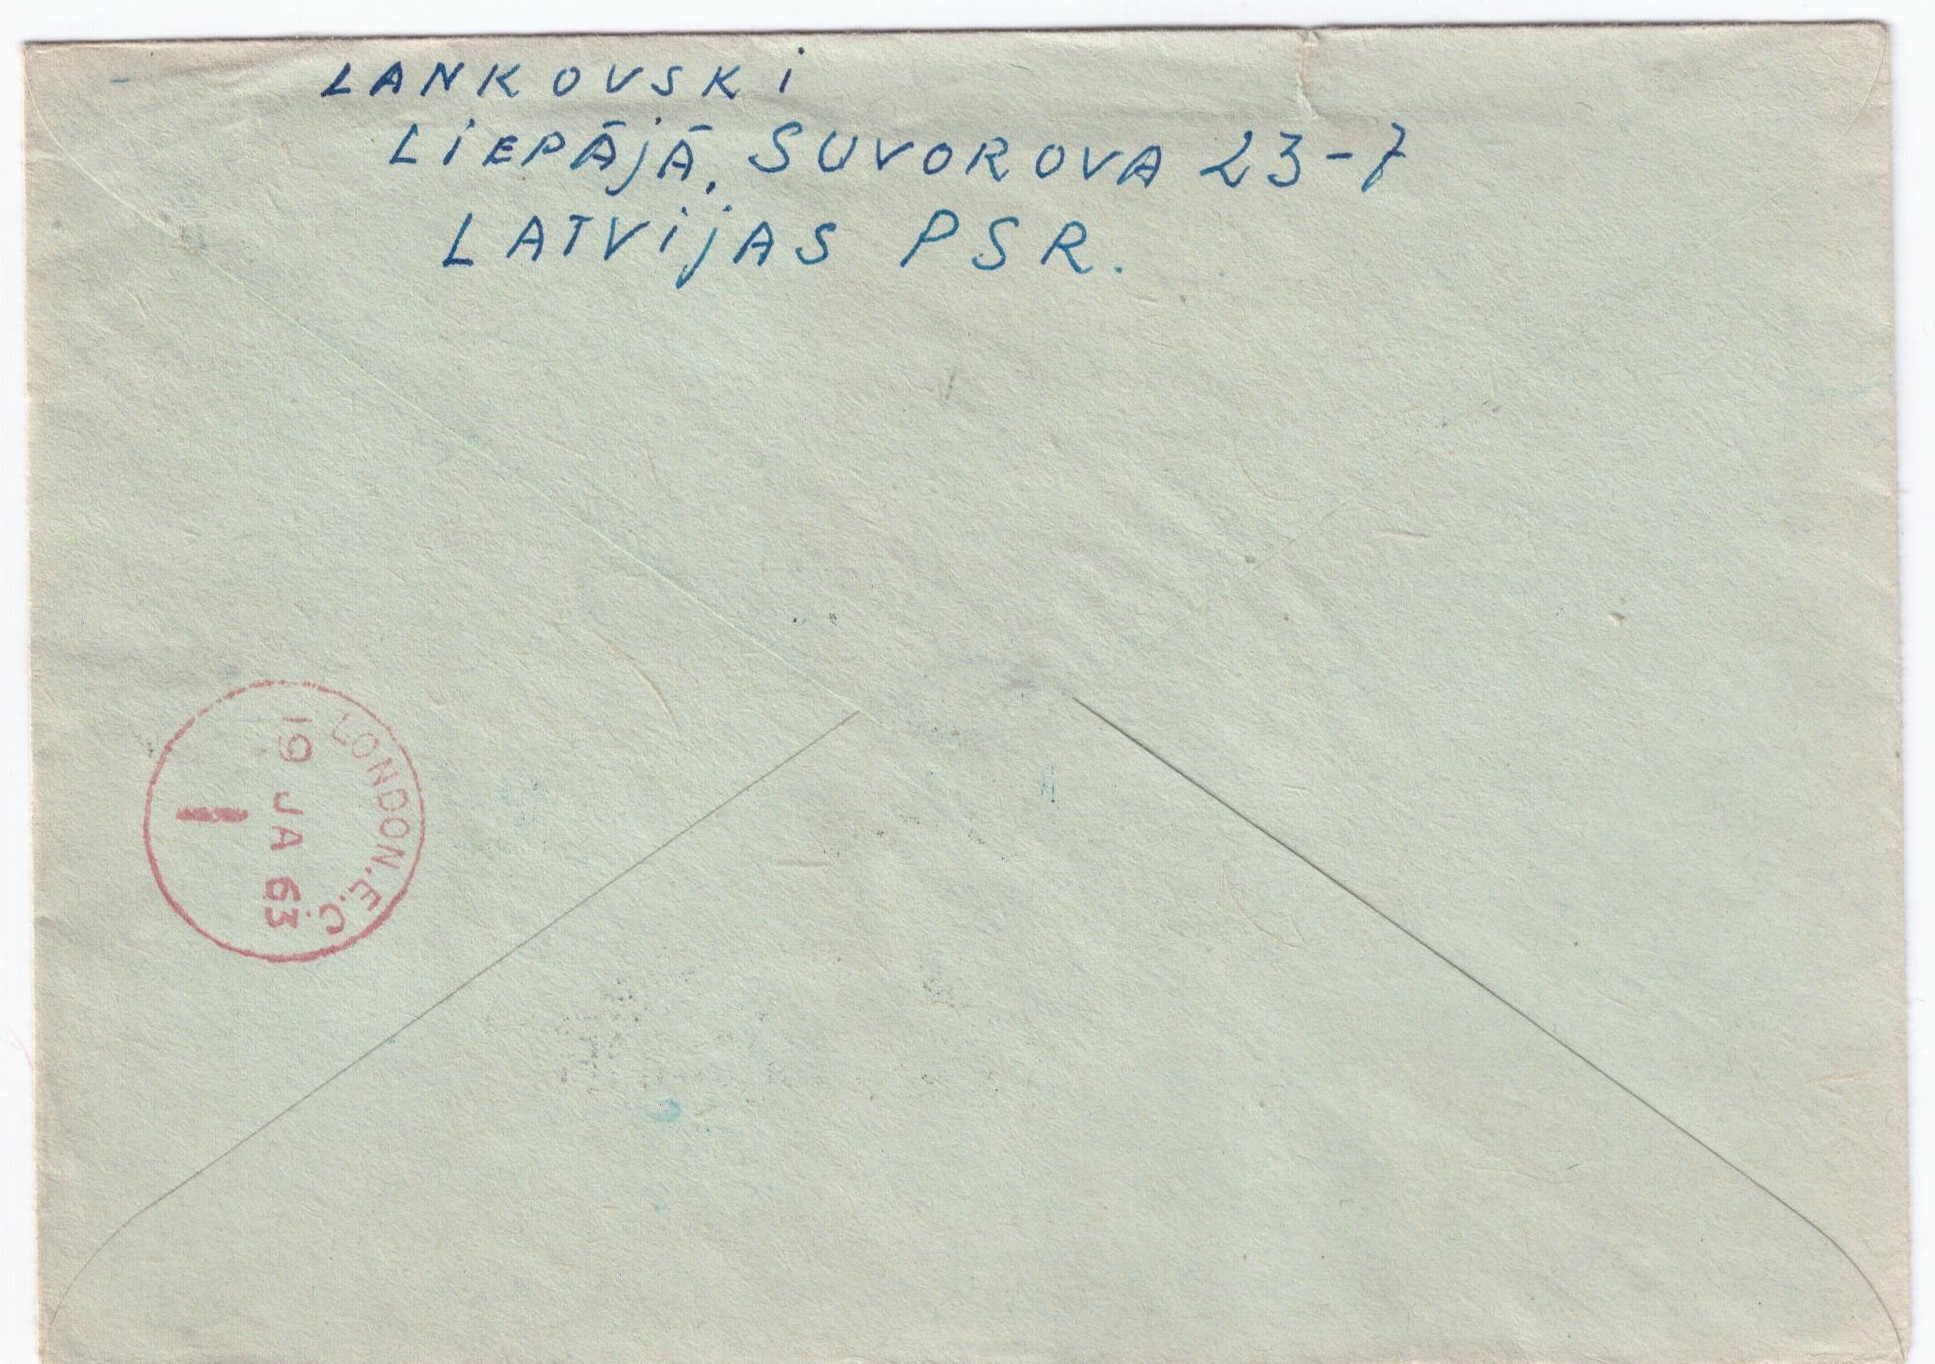 LANKOVSKi
LiEPĀjĀ, SUVOROVA 23-7
LATVijAS PSR.
LONDON.E.C.
19 JA 63